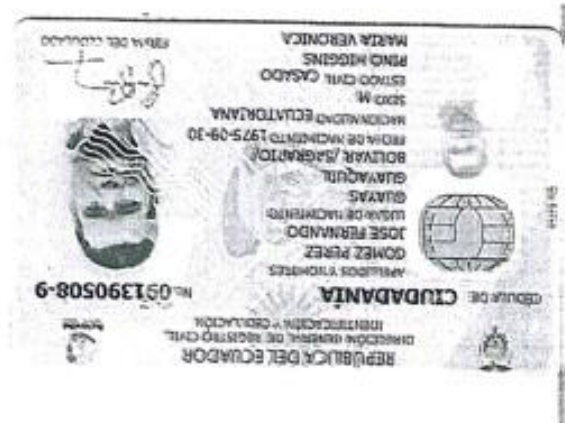 REPÚBLICA DEL ECUADOR
DIRECCIÓN GENERAL DE REGISTRO CIVIL
IDENTIFICACIÓN Y CEDULACIÓN
CÉDULA DE CIUDADANÍA
No. 091390508-9
APELLIDOS Y NOMBRES
GOMEZ PEREZ
JOSE FERNANDO
LUGAR DE NACIMIENTO
GUAYAS
GUAYAQUIL
BOLIVAR /SAGRARIO/
FECHA DE NACIMIENTO 1975-09-30
NACIONALIDAD ECUATORIANA
SEXO M
ESTADO CIVIL CASADO
PINO HIGGINS
MARIA VERONICA
FIRMA DEL CEDULADO